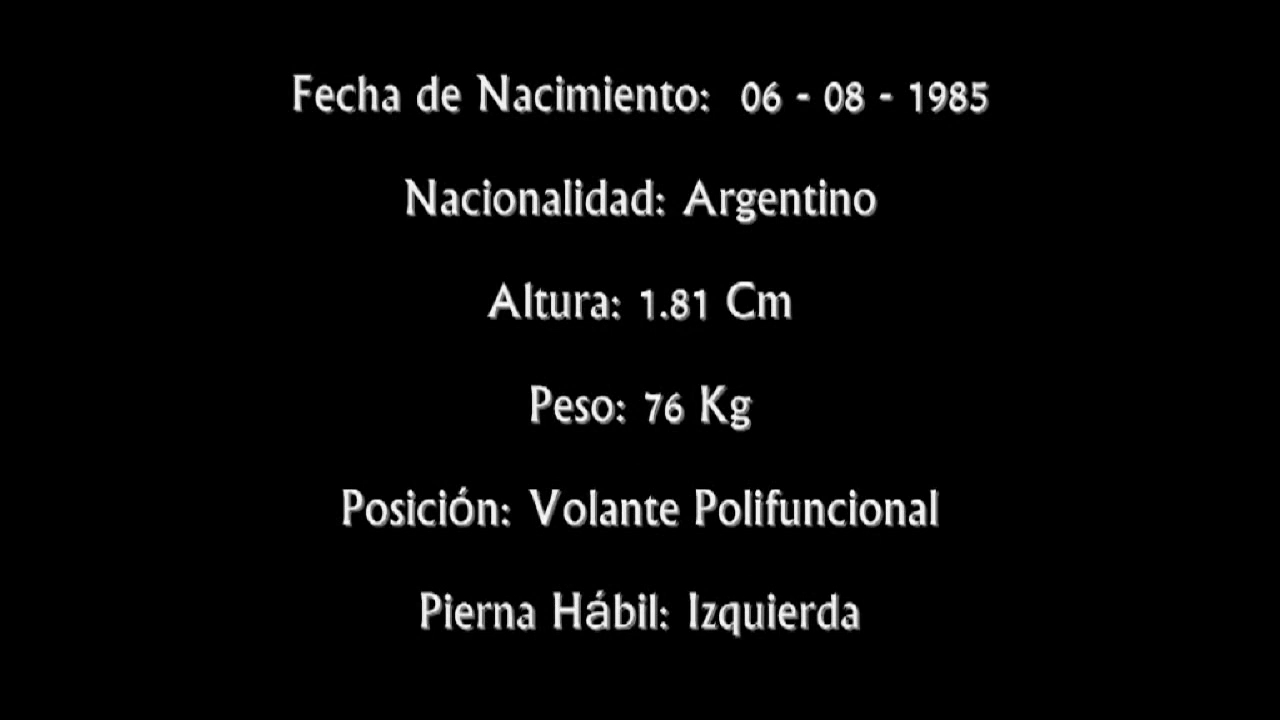 Fecha de Nacimiento: 06 - 08 - 1985
Nacionalidad: Argentino
Altura: 1.81 Cm
Peso: 76 Kg
Posición: Volante Polifuncional
Pierna Hábil: Izquierda